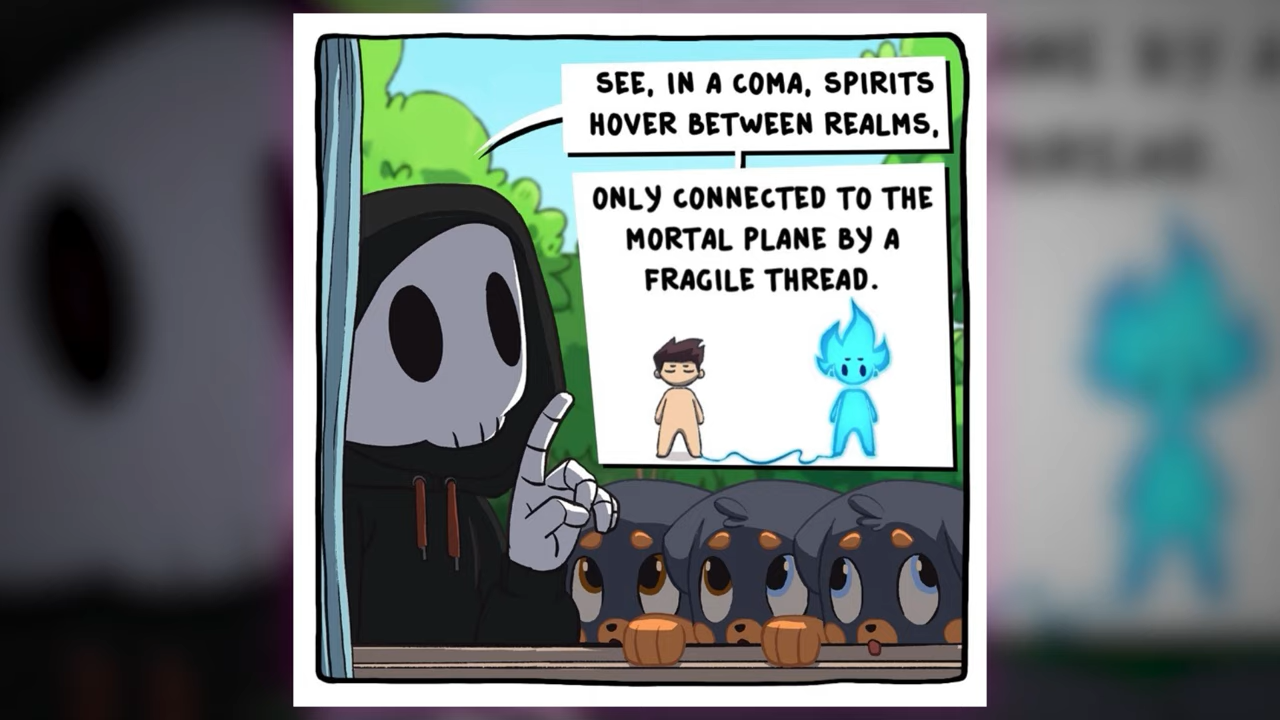 SEE, IN A COMA, SPIRITS
HOVER BETWEEN REALMS,
ONLY CONNECTED TO THE
MORTAL PLANE BY A
FRAGILE THREAD.